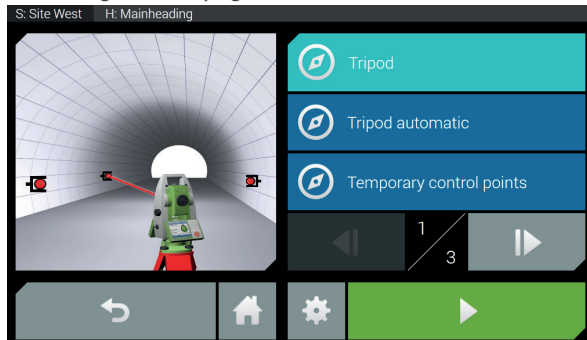 S: Site West H: Mainheading
Tripod
Tripod automatic
Temporary control points
1
3